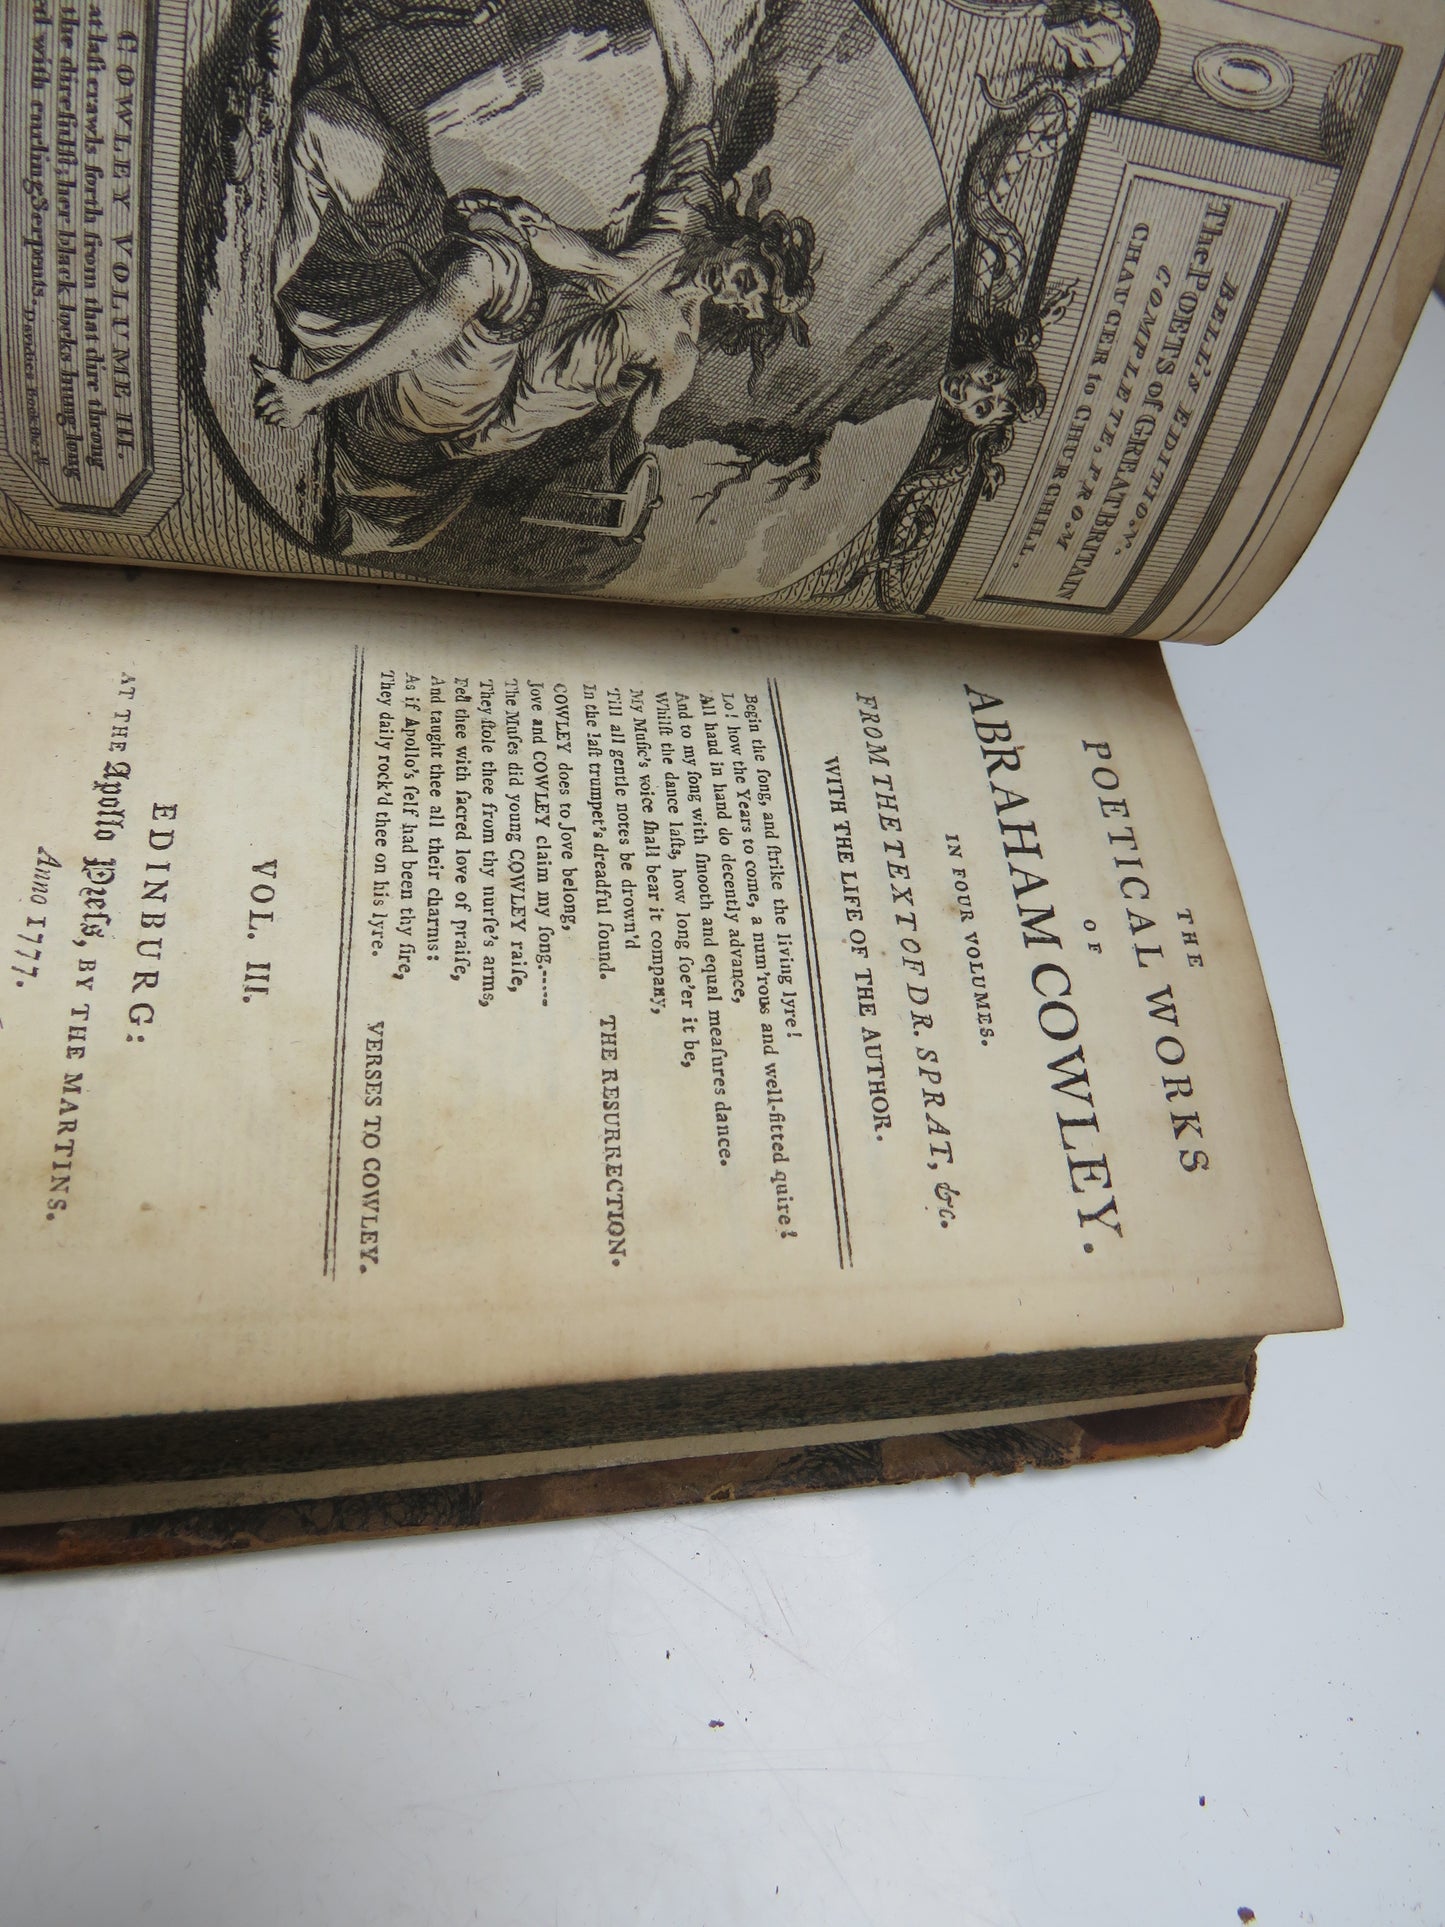 BELL'S EDITION.
The POETS of GREAT BRITAIN
COMPLETE, FROM
CHAUCER to CHURCHILL.
COWLEY VOLUME III.
at last crawls forth from that dire throng
the direfullst; her black locks hung long
d with curling Serpents.
Davideis Book
THE
POETICAL WORKS
OF
ABRAHAM COWLEY.
IN FOUR VOLUMES.
FROM THE TEXT OF DR. SPRAT, &c.
WITH THE LIFE OF THE AUTHOR.
Begin the ſong, and ſtrike the living lyre!
Lo! how the Years to come, a num'rous and well-fitted quire!
All hand in hand do decently advance,
And to my ſong with ſmooth and equal meaſures dance.
Whilſt the dance laſts, how long ſoe'er it be,
My Muſic's voice ſhall bear it company,
Till all gentle notes be drown'd
In the laſt trumpet's dreadful ſound. THE RESURRECTION.
COWLEY does to Jove belong,
Jove and COWLEY claim my ſong.-----
The Muſes did young COWLEY raiſe,
They ſtole thee from thy nurſe's arms,
Fed thee with ſacred love of praiſe,
And taught thee all their charms:
As if Apollo's ſelf had been thy ſire,
They daily rock'd thee on his lyre. VERSES TO COWLEY.
VOL. III.
EDINBURG:
AT THE Apollo Preſs, BY THE MARTINS.
Anno 1777.